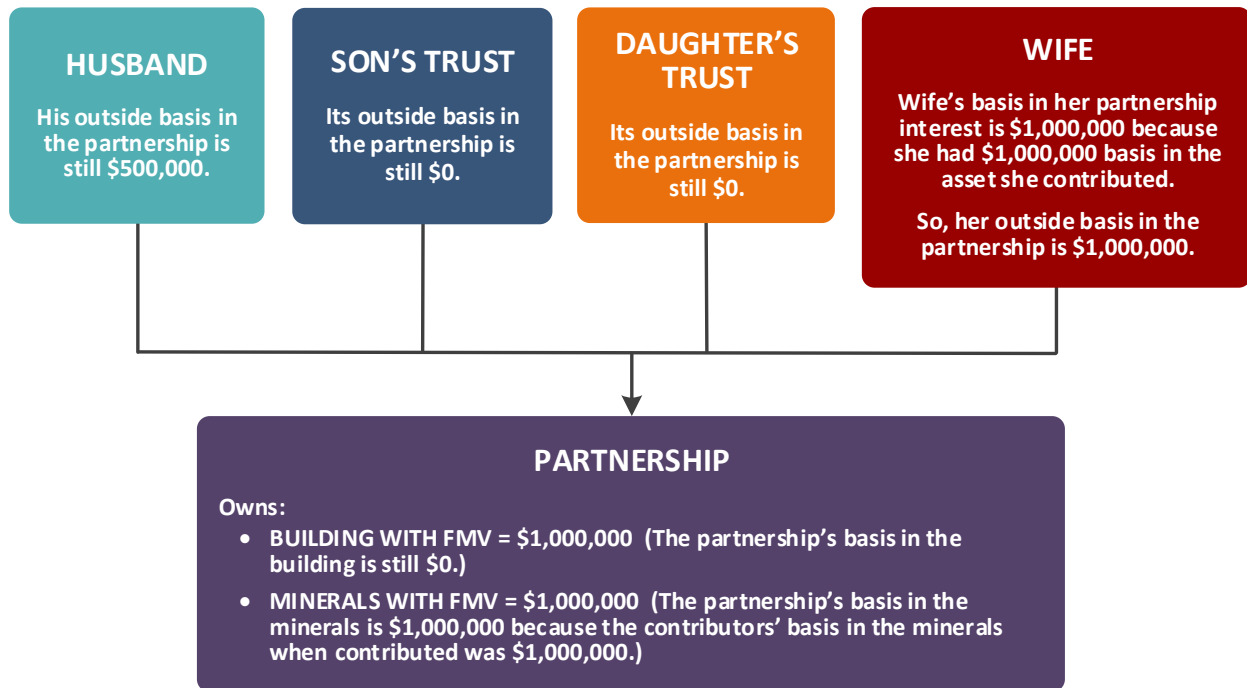 HUSBAND
His outside basis in
the partnership is
still $500,000.
SON’S TRUST
Its outside basis in
the partnership is
still $0.
DAUGHTER’S
TRUST
Its outside basis in
the partnership is
still $0.
WIFE
Wife’s basis in her partnership
interest is $1,000,000 because
she had $1,000,000 basis in the
asset she contributed.
So, her outside basis in the
partnership is $1,000,000.
PARTNERSHIP
Owns:
• BUILDING WITH FMV = $1,000,000 (The partnership’s basis in the
building is still $0.)
• MINERALS WITH FMV = $1,000,000 (The partnership’s basis in the
minerals is $1,000,000 because the contributors’ basis in the minerals
when contributed was $1,000,000.)